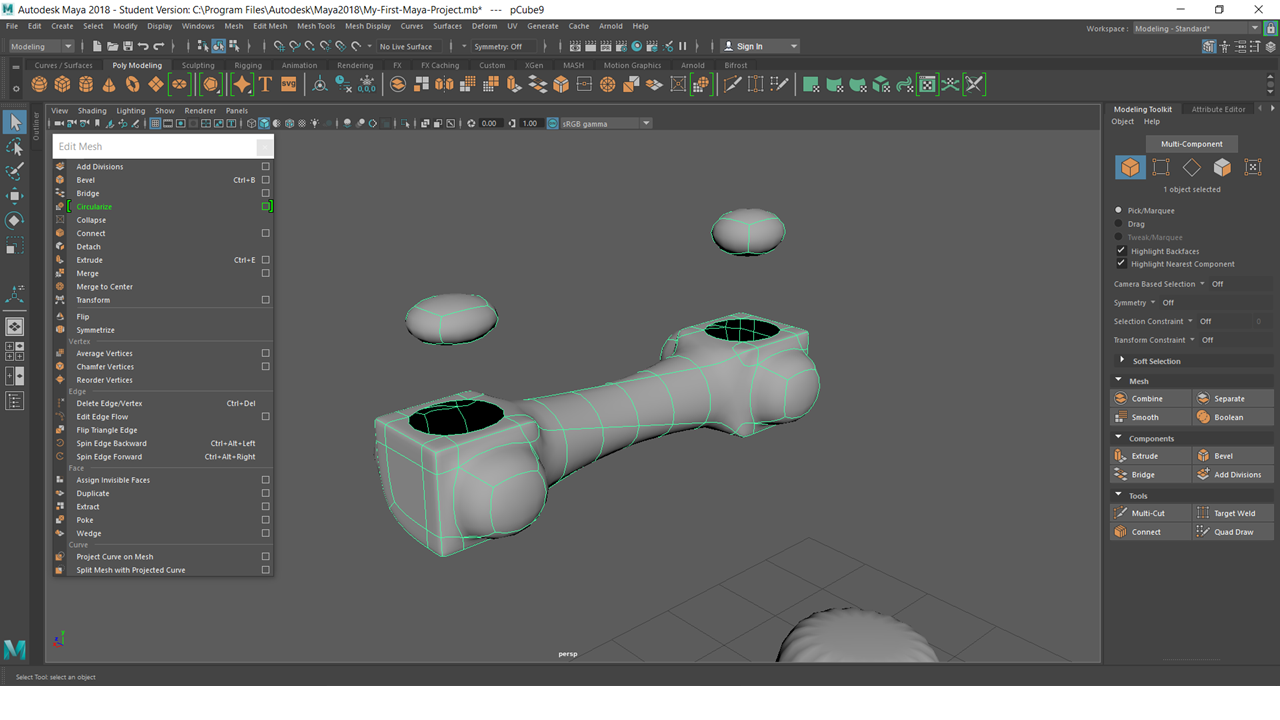 Autodesk Maya 2018 - Student Version: C:\Program Files\Autodesk\Maya2018\My-First-Maya-Project.mb* --- pCube9
File Edit Create Select Modify Display Windows Mesh Edit Mesh Mesh Tools Mesh Display Curves Surfaces Deform UV Generate Cache Arnold Help
Workspace : Modeling - Standard*
Modeling No Live Surface Symmetry: Off Sign In
Curves / Surfaces Poly Modeling Sculpting Rigging Animation Rendering FX FX Caching Custom XGen MASH Motion Graphics Arnold Bifrost
SVG
Outliner
View Shading Lighting Show Renderer Panels
0.00 1.00 sRGB gamma
Edit Mesh
Add Divisions
Bevel Ctrl+B
Bridge
Circularize
Collapse
Connect
Detach
Extrude Ctrl+E
Merge
Merge to Center
Transform
Flip
Symmetrize
Vertex
Average Vertices
Chamfer Vertices
Reorder Vertices
Edge
Delete Edge/Vertex Ctrl+Del
Edit Edge Flow
Flip Triangle Edge
Spin Edge Backward Ctrl+Alt+Left
Spin Edge Forward Ctrl+Alt+Right
Face
Assign Invisible Faces
Duplicate
Extract
Poke
Wedge
Curve
Project Curve on Mesh
Split Mesh with Projected Curve
persp
Modeling Toolkit Attribute Editor
Object Help
Multi-Component
1 object selected
Pick/Marquee
Drag
Tweak/Marquee
Highlight Backfaces
Highlight Nearest Component
Camera Based Selection Off
Symmetry Off
Selection Constraint Off 0
Transform Constraint Off
Soft Selection
Mesh
Combine Separate
Smooth Boolean
Components
Extrude Bevel
Bridge Add Divisions
Tools
Multi-Cut Target Weld
Connect Quad Draw
Select Tool: select an object